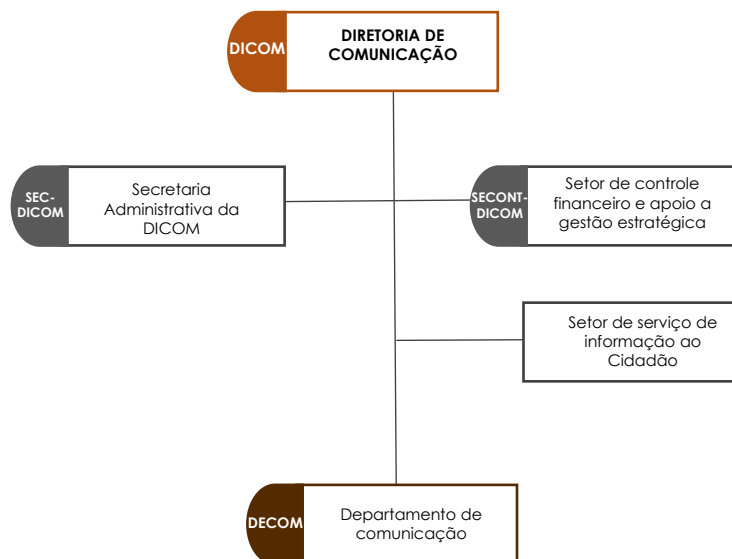 DICOM
DIRETORIA DE
COMUNICAÇÃO
SEC-
DICOM
Secretaria
Administrativa da
DICOM
SECONT-
DICOM
Setor de controle
financeiro e apoio a
gestão estratégica
Setor de serviço de
informação ao
Cidadão
DECOM
Departamento de
comunicação